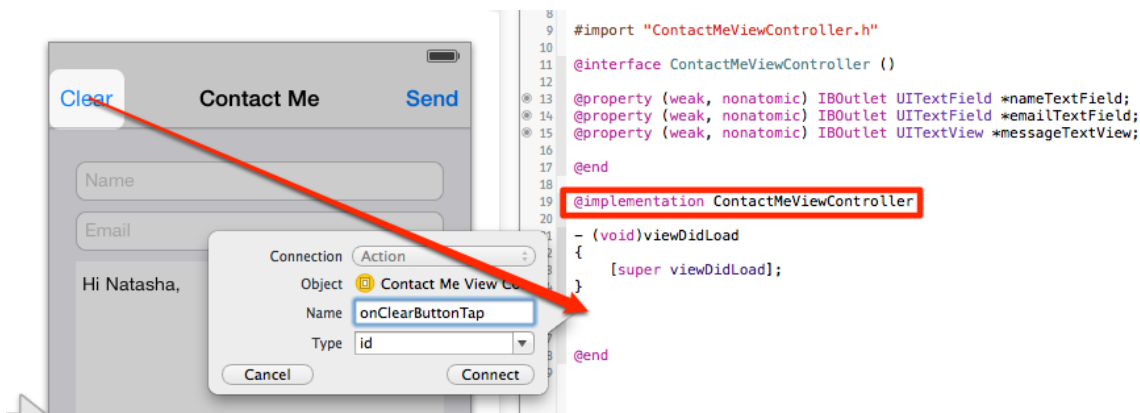 Clear
Contact Me
Send
Name
Email
Hi Natasha,
Connection Action
Object Contact Me View
Name onClearButtonTap
Type id
Cancel
Connect
8
9 #import "ContactMeViewController.h"
10
11 @interface ContactMeViewController ()
12
13 @property (weak, nonatomic) IBOutlet UITextField *nameTextField;
14 @property (weak, nonatomic) IBOutlet UITextField *emailTextField;
15 @property (weak, nonatomic) IBOutlet UITextView *messageTextView;
16
17 @end
18
19 @implementation ContactMeViewController
20
- (void)viewDidLoad
{
[super viewDidLoad];
}
@end